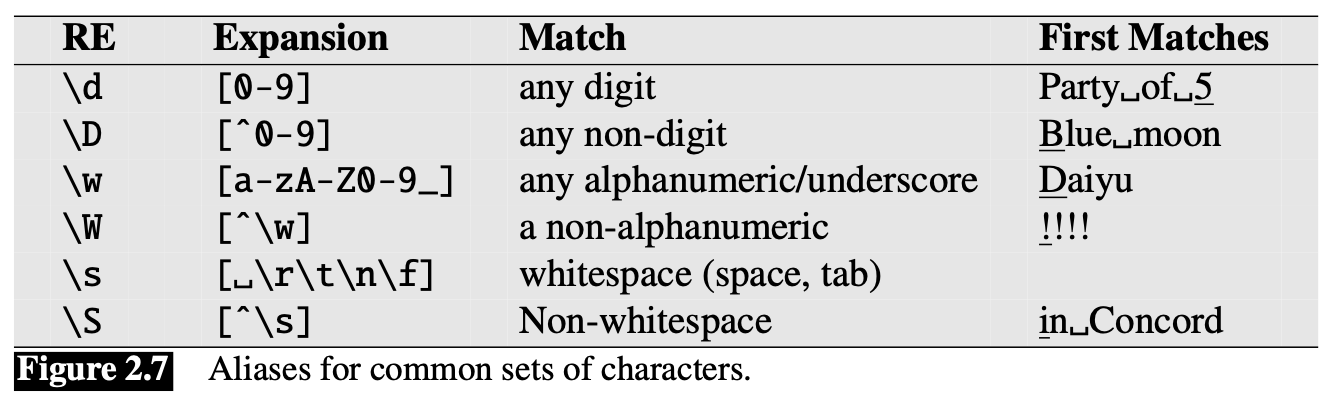 RE Expansion Match First Matches
\d [0-9] any digit Party␣of␣5
\D [^0-9] any non-digit Blue␣moon
\w [a-zA-Z0-9_] any alphanumeric/underscore Daiyu
\W [^\w] a non-alphanumeric !!!!
\s [␣\r\t\n\f] whitespace (space, tab)
\S [^\s] Non-whitespace in␣Concord
Figure 2.7 Aliases for common sets of characters.